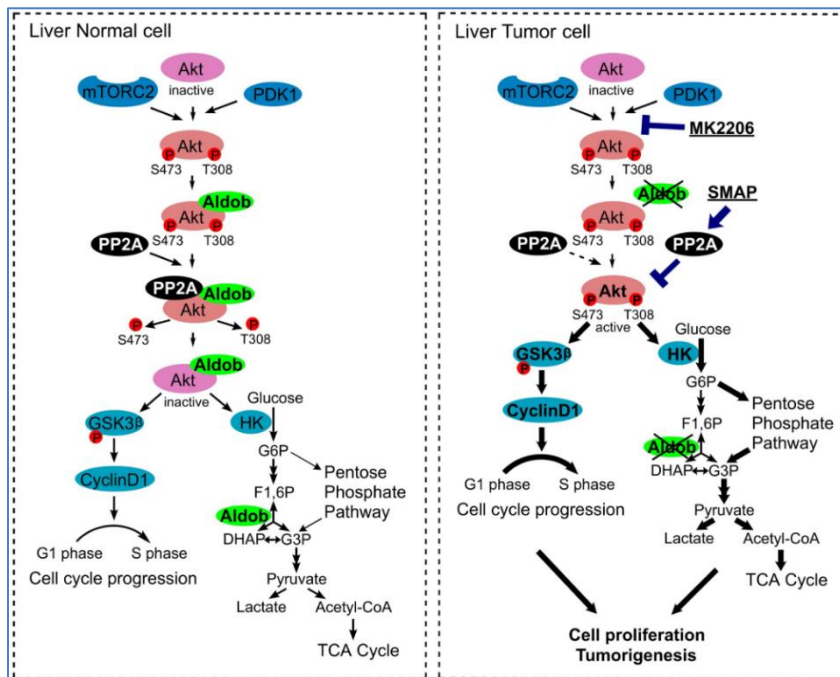 Liver Normal cell
Akt
inactive
mTORC2
PDK1
Akt
P P
S473 T308
Aldob
Akt
P P
S473 T308
PP2A
PP2A
Aldob
Akt
P P
S473 T308
Aldob
Akt
inactive
GSK3β
P
HK
Glucose
G6P
CyclinD1
F1,6P
Pentose
Phosphate
Pathway
Aldob
DHAP G3P
G1 phase S phase
Cell cycle progression
Pyruvate
Lactate Acetyl-CoA
TCA Cycle
Liver Tumor cell
Akt
inactive
mTORC2
PDK1
MK2206
Akt
P P
S473 T308
Aldob
SMAP
Akt
P P
S473 T308
PP2A
PP2A
Akt
P P
S473 T308
active
Glucose
GSK3β
P
HK
G6P
CyclinD1
F1,6P
Pentose
Phosphate
Pathway
Aldob
DHAP G3P
G1 phase S phase
Cell cycle progression
Pyruvate
Lactate Acetyl-CoA
TCA Cycle
Cell proliferation
Tumorigenesis